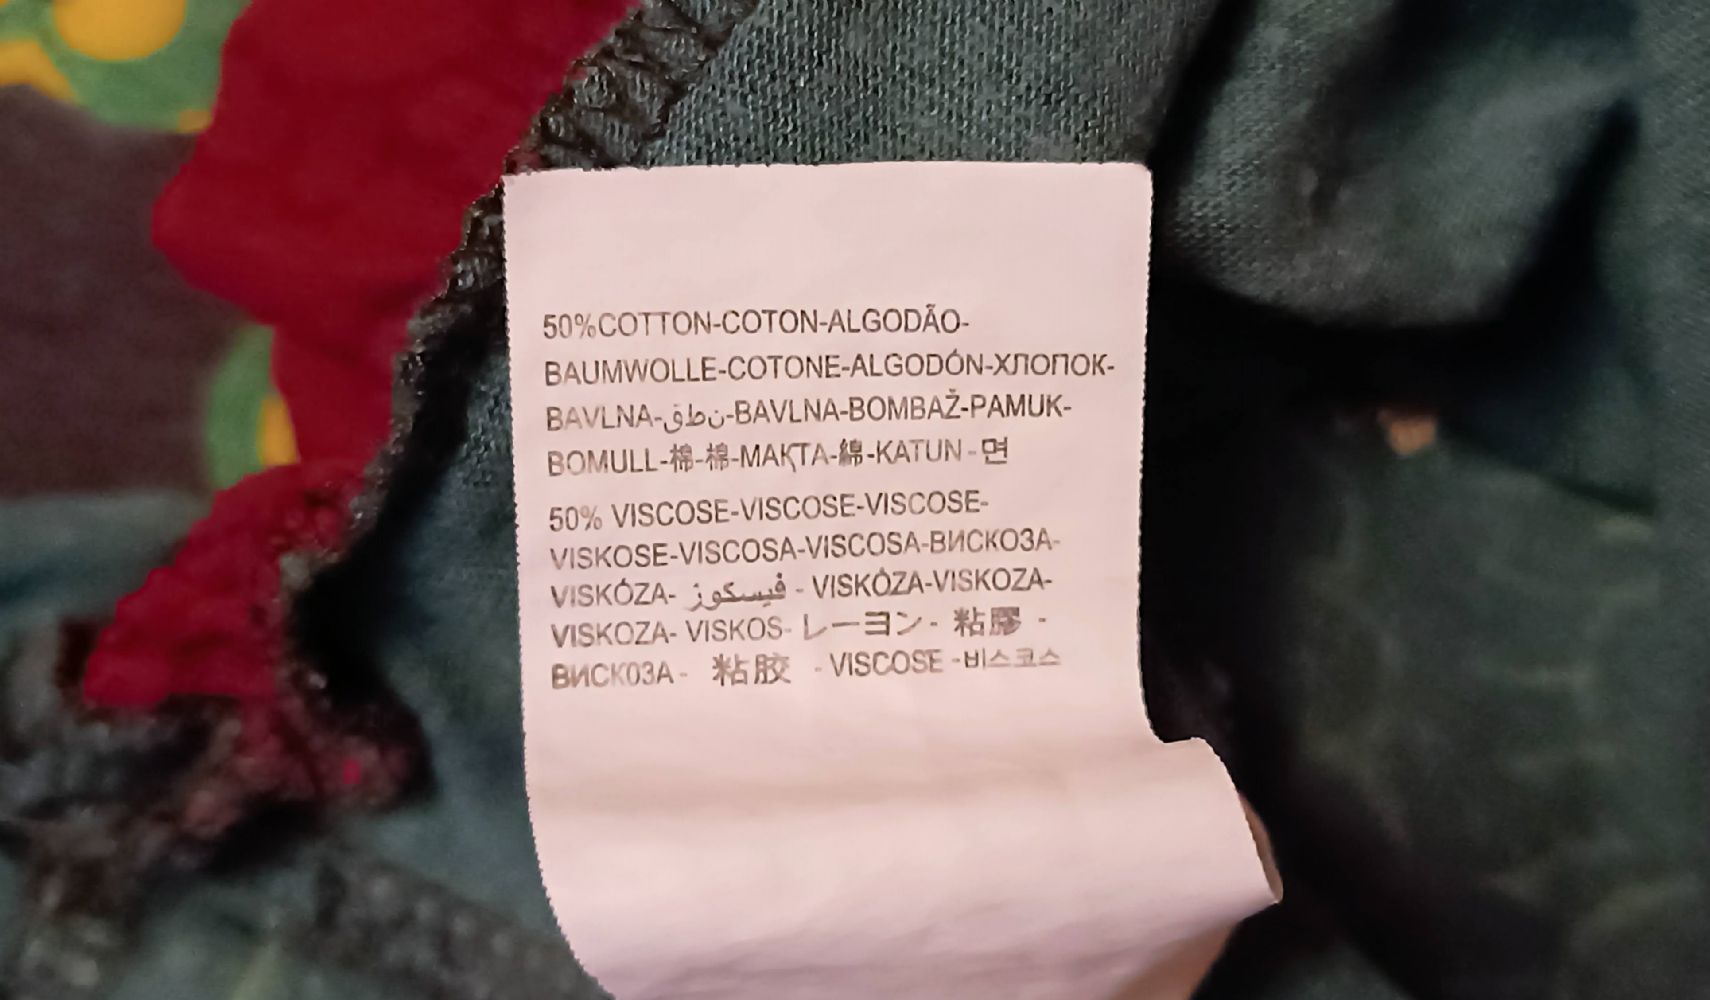 50%COTTON-COTON-ALGODÃO-
BAUMWOLLE-COTONE-ALGODÓN-ХЛОПОК-
BAVLNA-نطق-BAVLNA-BOMBAŽ-PAMUK-
BOMULL-棉-棉-МАҚТА-綿-KATUN-면
50% VISCOSE-VISCOSE-VISCOSE-
VISKOSE-VISCOSA-VISCOSA-ВИСКОЗА-
VISKÓZA- فيسكوز - VISKÓZA-VISKOZA-
VISKOZA- VISKOS- レーヨン - 粘膠 -
ВИСКОЗА - 粘胶 - VISCOSE -비스코스